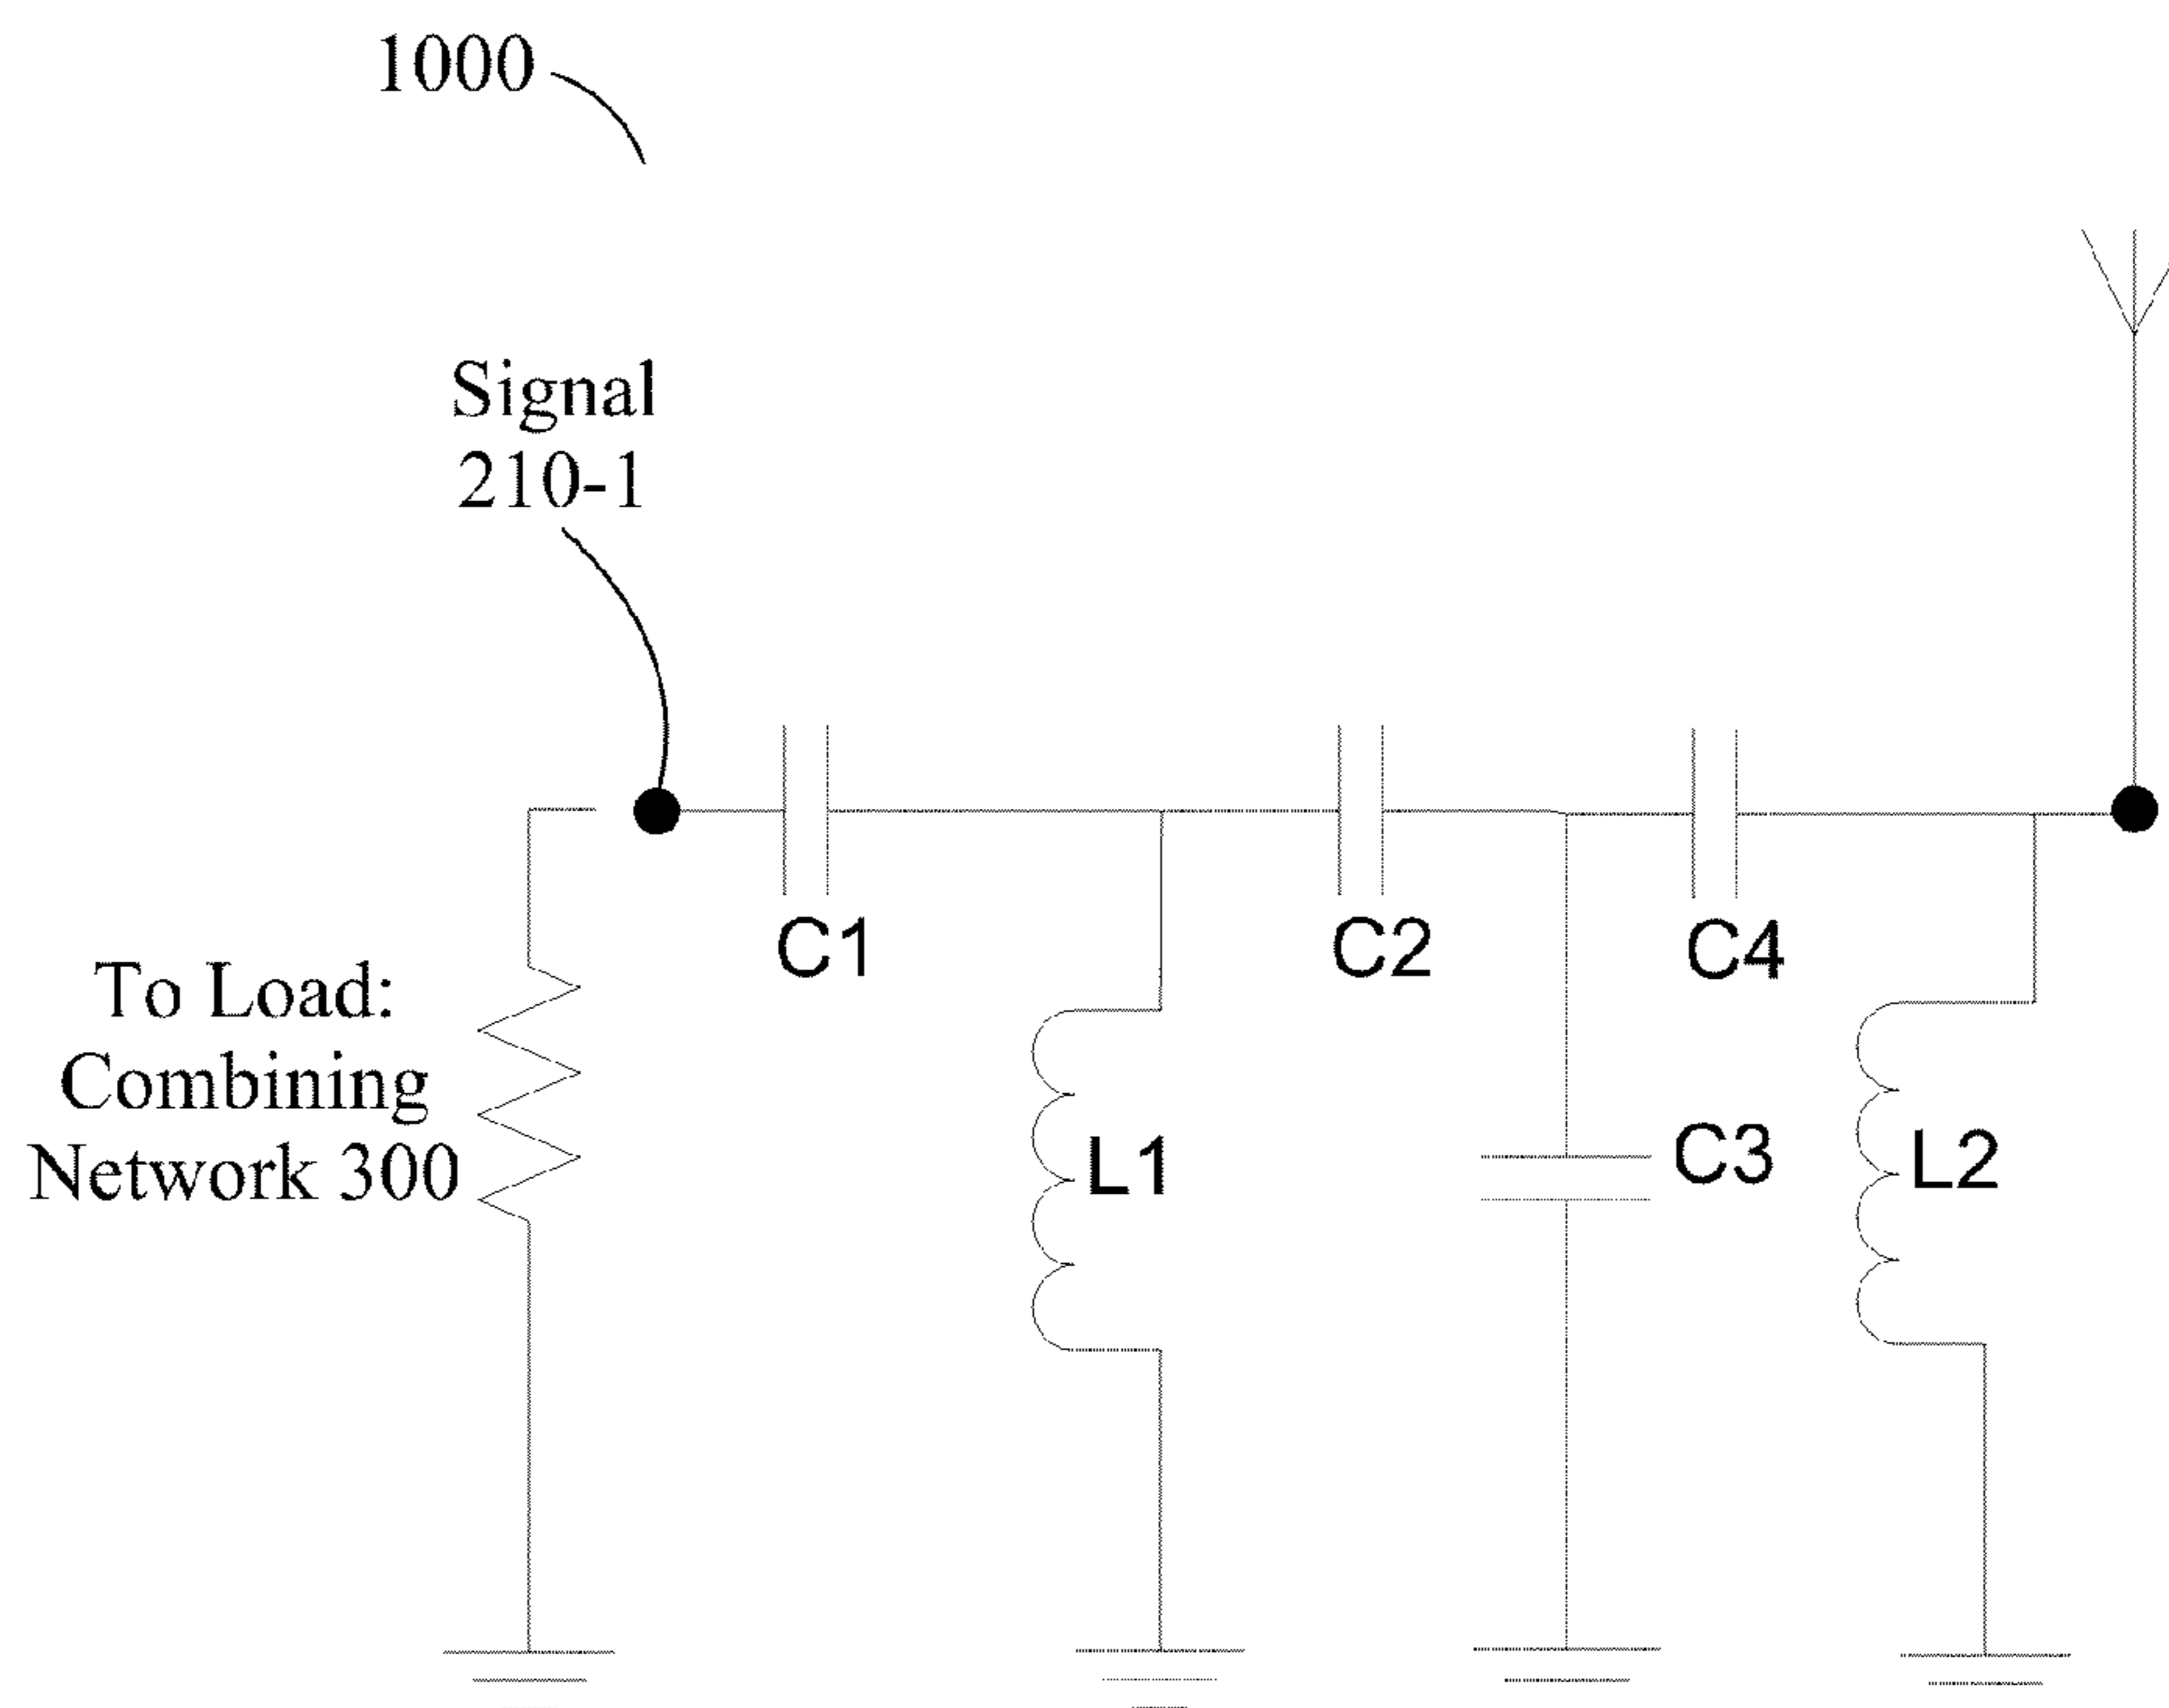 1000
Signal
210-1
C1
C2
C4
To Load:
Combining
Network 300
L1
C3
L2